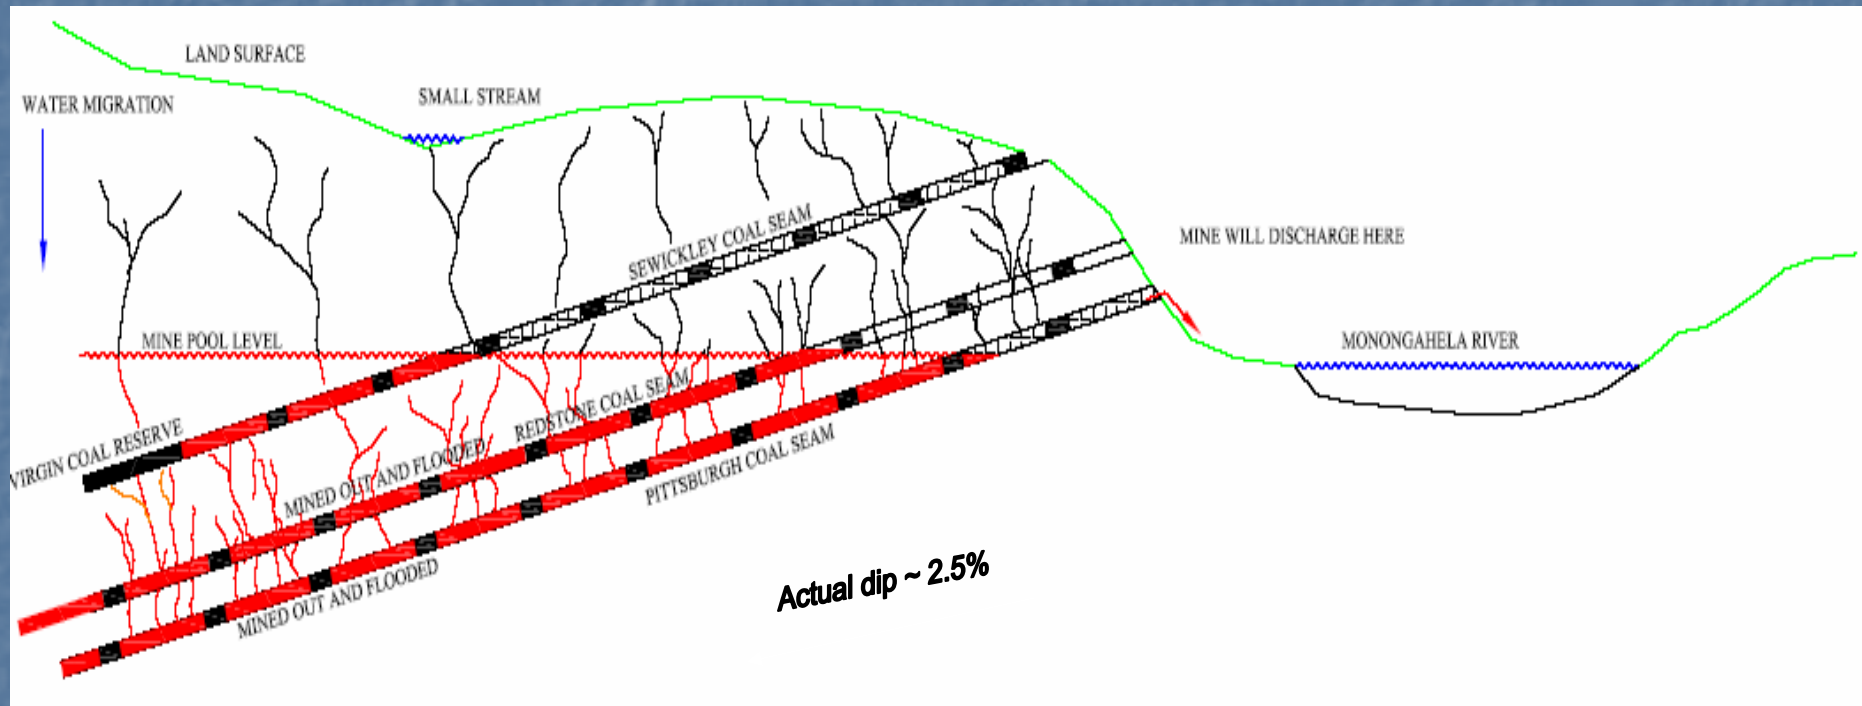 LAND SURFACE
WATER MIGRATION
SMALL STREAM
SEWICKLEY COAL SEAM
MINE WILL DISCHARGE HERE
MINE POOL LEVEL
MONONGAHELA RIVER
VIRGIN COAL RESERVE
REDSTONE COAL SEAM
MINED OUT AND FLOODED
PITTSBURGH COAL SEAM
MINED OUT AND FLOODED
Actual dip ~ 2.5%